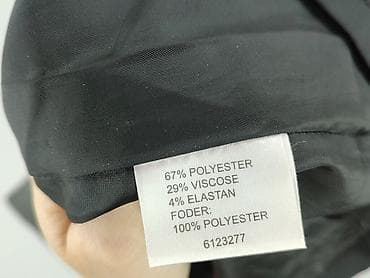 67% POLYESTER
29% VISCOSE
4% ELASTAN
FODER;
100% POLYESTER
6123277